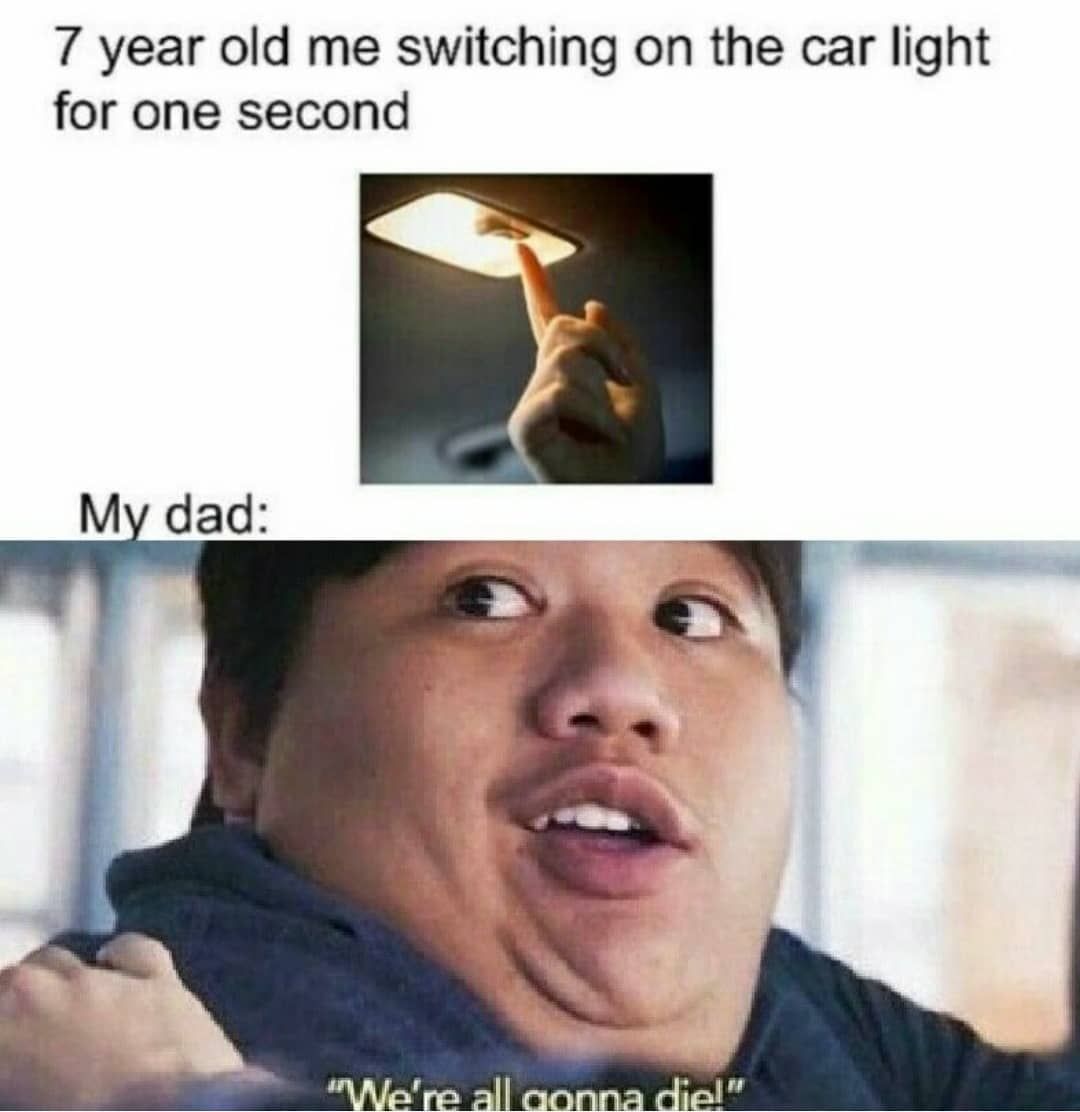 7 year old me switching on the car light
for one second
My dad:
"We're all gonna die!"